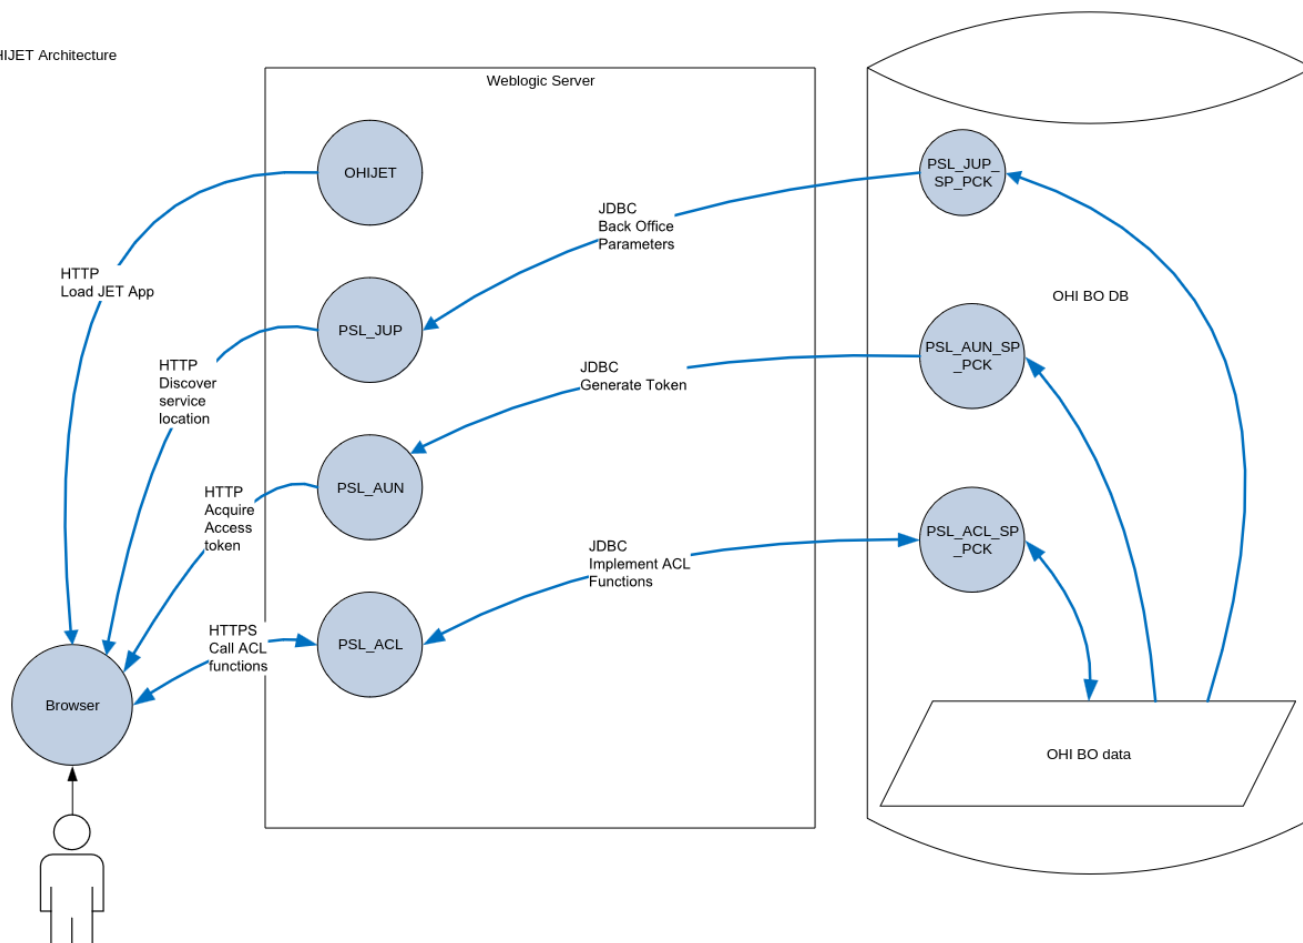 HIJET Architecture
Weblogic Server
OHIJET
PSL_JUP_
SP_PCK
JDBC
Back Office
Parameters
HTTP
Load JET App
OHI BO DB
PSL_JUP
PSL_AUN_SP
_PCK
HTTP
Discover
service
location
JDBC
Generate Token
PSL_AUN
HTTP
Acquire
Access
token
PSL_ACL_SP
_PCK
JDBC
Implement ACL
Functions
HTTPS
Call ACL
functions
PSL_ACL
Browser
OHI BO data